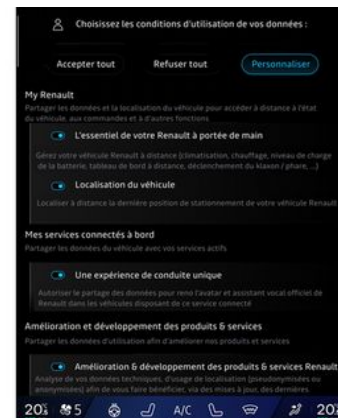 Choisissez les conditions d'utilisation de vos données :
Accepter tout
Refuser tout
Personnaliser
My Renault
Partager les données et la localisation du véhicule pour accéder à distance à l'état
du véhicule, aux commandes et à d'autres fonctions
L'essentiel de votre Renault à portée de main
Gérez votre véhicule Renault à distance (climatisation, chauffage, niveau de charge
de la batterie, tableau de bord à distance, déclenchement du klaxon / phare, ...)
Localisation du véhicule
Localiser à distance la dernière position de stationnement de votre véhicule Renault
Mes services connectés à bord
Partager les données du véhicule avec vos services actifs
Une expérience de conduite unique
Autoriser le partage des données pour reno l'avatar et assistant vocal officiel de
Renault dans les véhicules disposant de ce service connecté
Amélioration et développement des produits & services
Partager les données d'utilisation afin d'améliorer nos produits et services
Amélioration & développement des produits & services Renault
Analyse de vos données techniques, d'usage de localisation (pseudonymisées ou
anonymisées) afin de vous faire bénéficier, via des mises à jour, des dernières
20 5 A/C 20